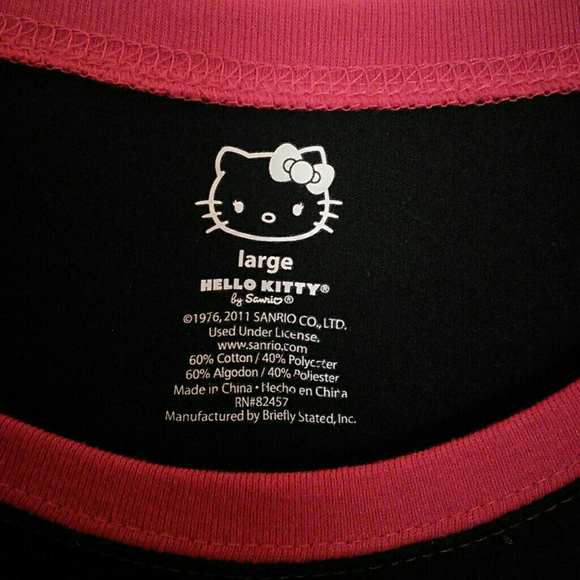 large
HELLO KITTY®
by Sanrio®
©1976, 2011 SANRIO CO., LTD.
Used Under License.
www.sanrio.com
60% Cotton / 40% Polyester
60% Algodon / 40% Poliester
Made in China • Hecho en China
RN#82457
Manufactured by Briefly Stated, Inc.